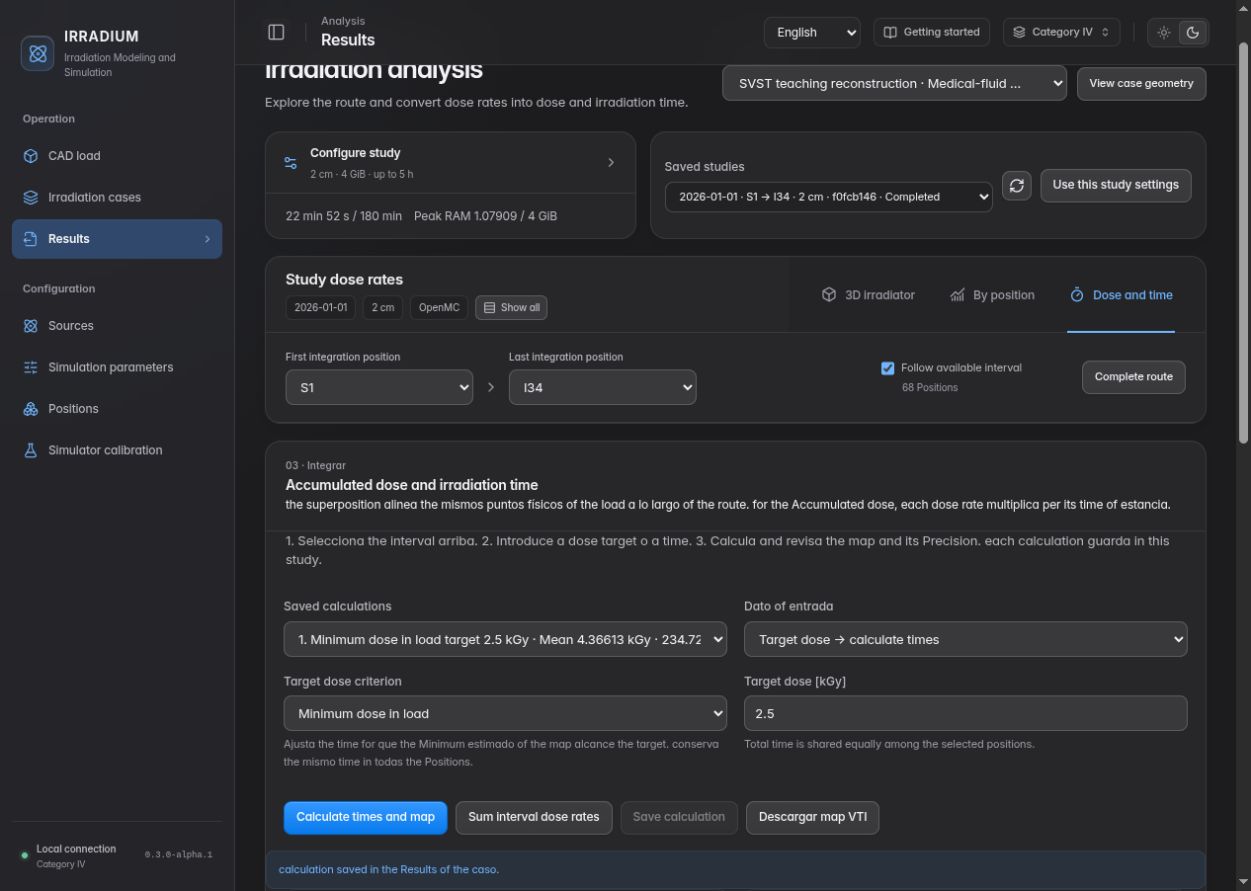 IRRADIUM
Irradiation Modeling and
Simulation
Operation
CAD load
Irradiation cases
Results
Configuration
Sources
Simulation parameters
Positions
Simulator calibration
Local connection
Category IV
0.3.0-alpha.1
Analysis
Results
English
Getting started
Category IV
Irradiation analysis
Explore the route and convert dose rates into dose and irradiation time.
SVST teaching reconstruction · Medical-fluid ...
View case geometry
Configure study
2 cm · 4 GiB · up to 5 h
22 min 52 s / 180 min Peak RAM 1.07909 / 4 GiB
Saved studies
2026-01-01 · S1 → I34 · 2 cm · f0fcb146 · Completed
Use this study settings
Study dose rates
2026-01-01
2 cm
OpenMC
Show all
3D irradiator
By position
Dose and time
First integration position
S1
Last integration position
I34
Follow available interval
68 Positions
Complete route
03 · Integrar
Accumulated dose and irradiation time
the superposition alinea the mismos puntos físicos of the load a lo largo of the route. for the Accumulated dose, each dose rate multiplica per its time of estancia.
1. Selecciona the interval arriba. 2. Introduce a dose target o a time. 3. Calcula and revisa the map and its Precision. each calculation guarda in this
study.
Saved calculations
1. Minimum dose in load target 2.5 kGy · Mean 4.36613 kGy · 234.72
Dato of entrada
Target dose → calculate times
Target dose criterion
Minimum dose in load
Ajusta the time for que the Minimum estimado of the map alcance the target. conserva
the mismo time in todas the Positions.
Target dose [kGy]
2.5
Total time is shared equally among the selected positions.
Calculate times and map
Sum interval dose rates
Save calculation
Descargar map VTI
calculation saved in the Results of the caso.